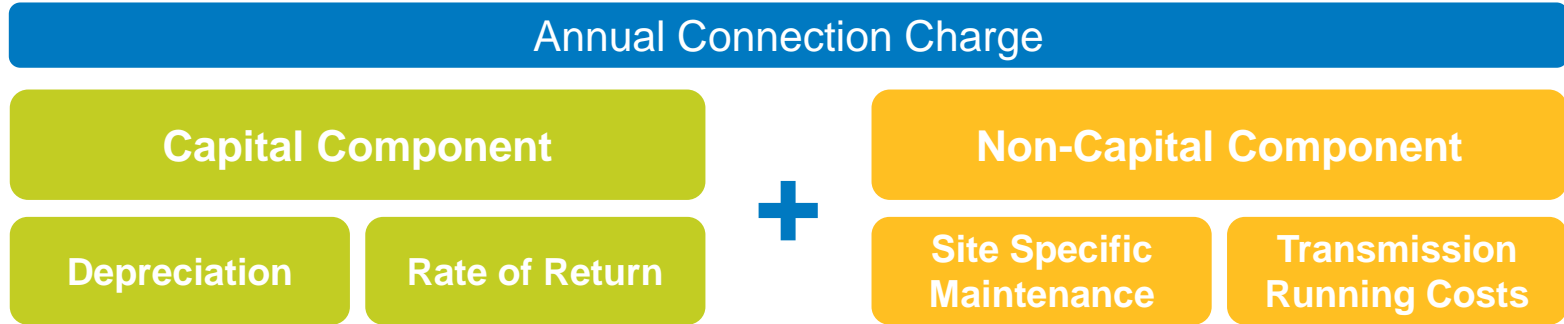 Annual Connection Charge
Capital Component
+
Non-Capital Component
Depreciation
Rate of Return
Site Specific
Maintenance
Transmission
Running Costs